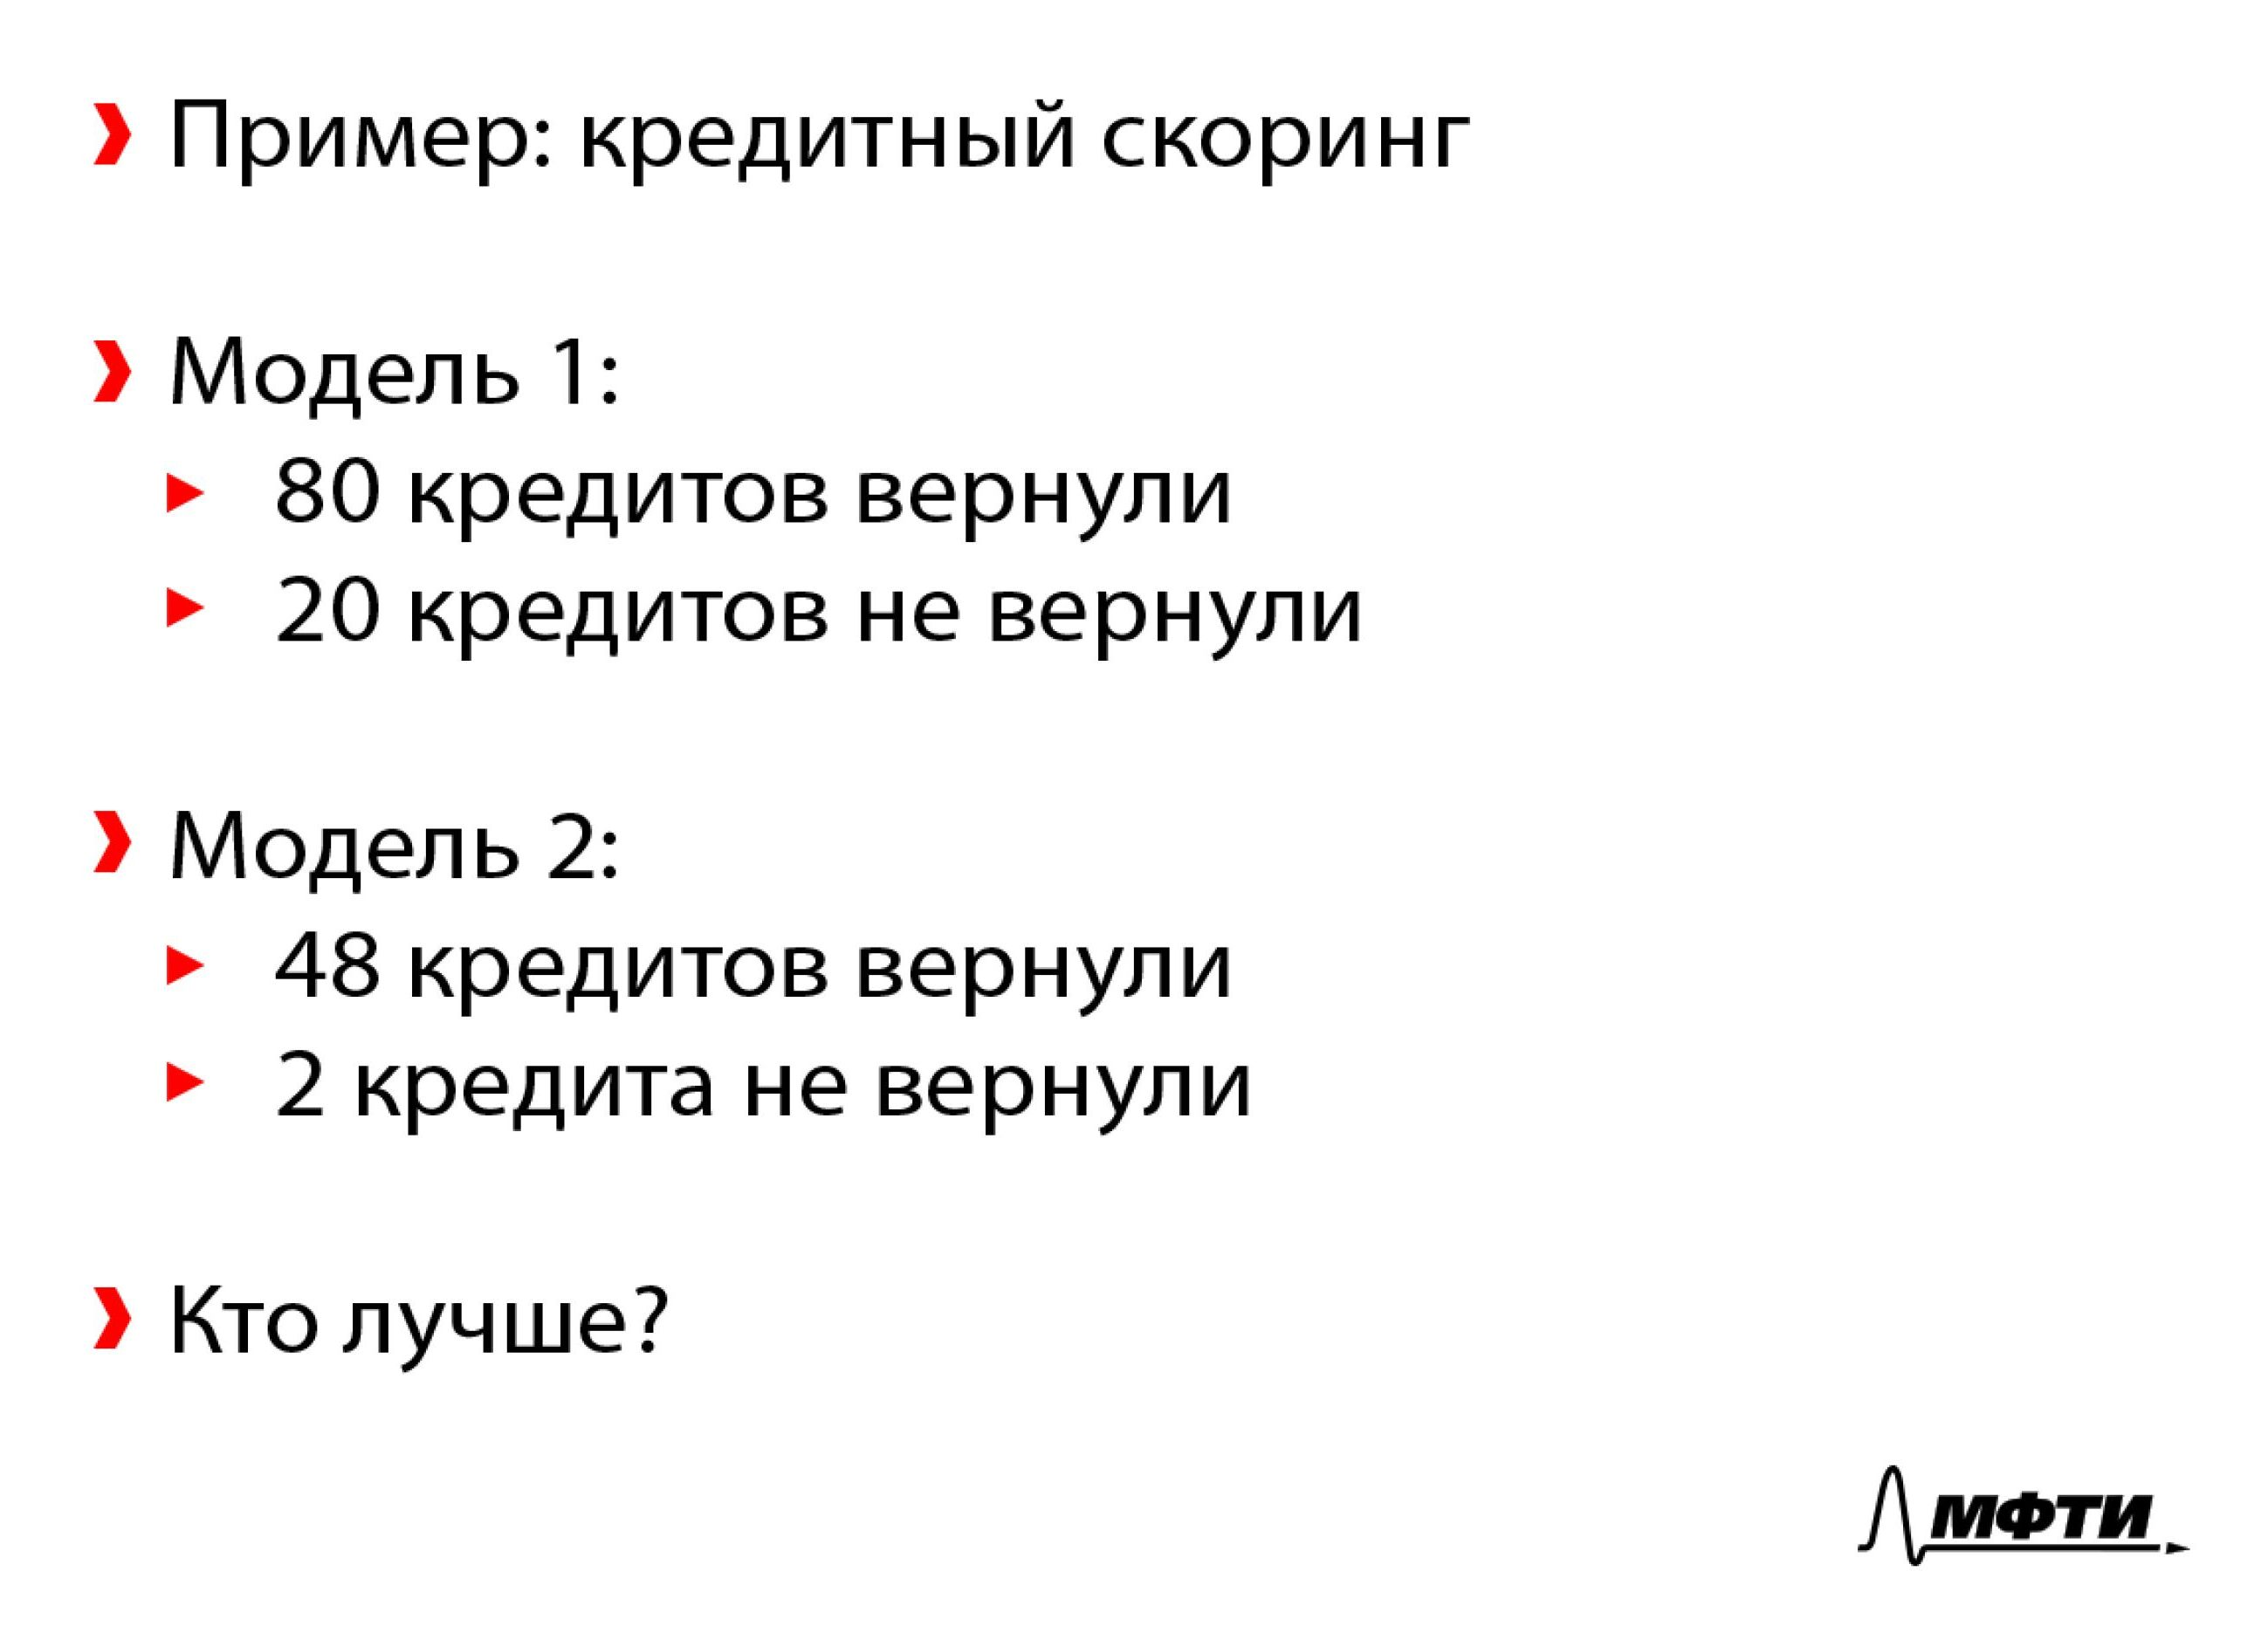 Пример: кредитный скоринг
Модель 1:
80 кредитов вернули
20 кредитов не вернули
Модель 2:
48 кредитов вернули
2 кредита не вернули
Кто лучше?
МФТИ